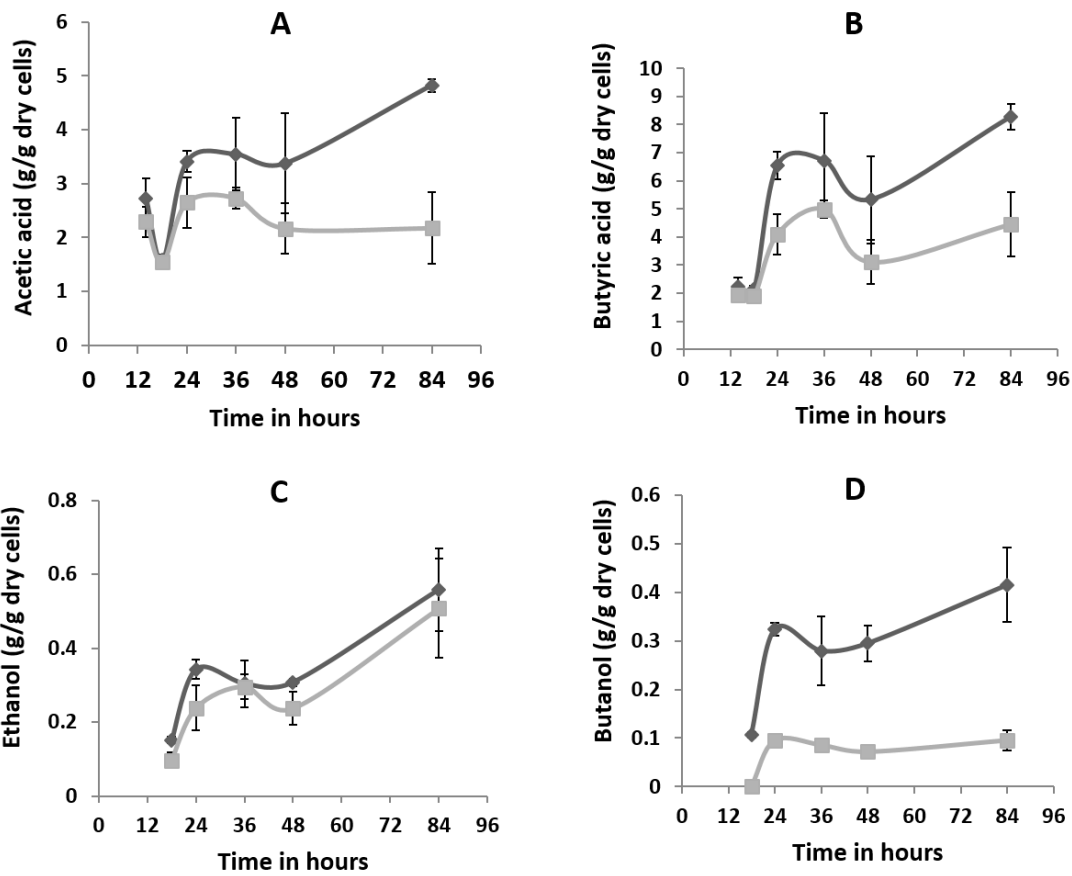 A
Acetic acid (g/g dry cells)
6
5
4
3
2
1
0
0 12 24 36 48 60 72 84 96
Time in hours
B
Butyric acid (g/g dry cells)
10
9
8
7
6
5
4
3
2
1
0
0 12 24 36 48 60 72 84 96
Time in hours
C
Ethanol (g/g dry cells)
0.8
0.6
0.4
0.2
0
0 12 24 36 48 60 72 84 96
Time in hours
D
Butanol (g/g dry cells)
0.6
0.5
0.4
0.3
0.2
0.1
0
0 12 24 36 48 60 72 84 96
Time in hours